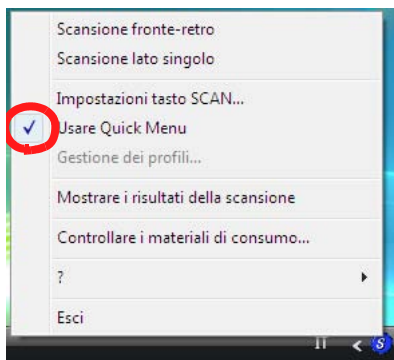 Scansione fronte-retro
Scansione lato singolo
Impostazioni tasto SCAN...
Usare Quick Menu
Gestione dei profili...
Mostrare i risultati della scansione
Controllare i materiali di consumo...
?
Esci
IT < S